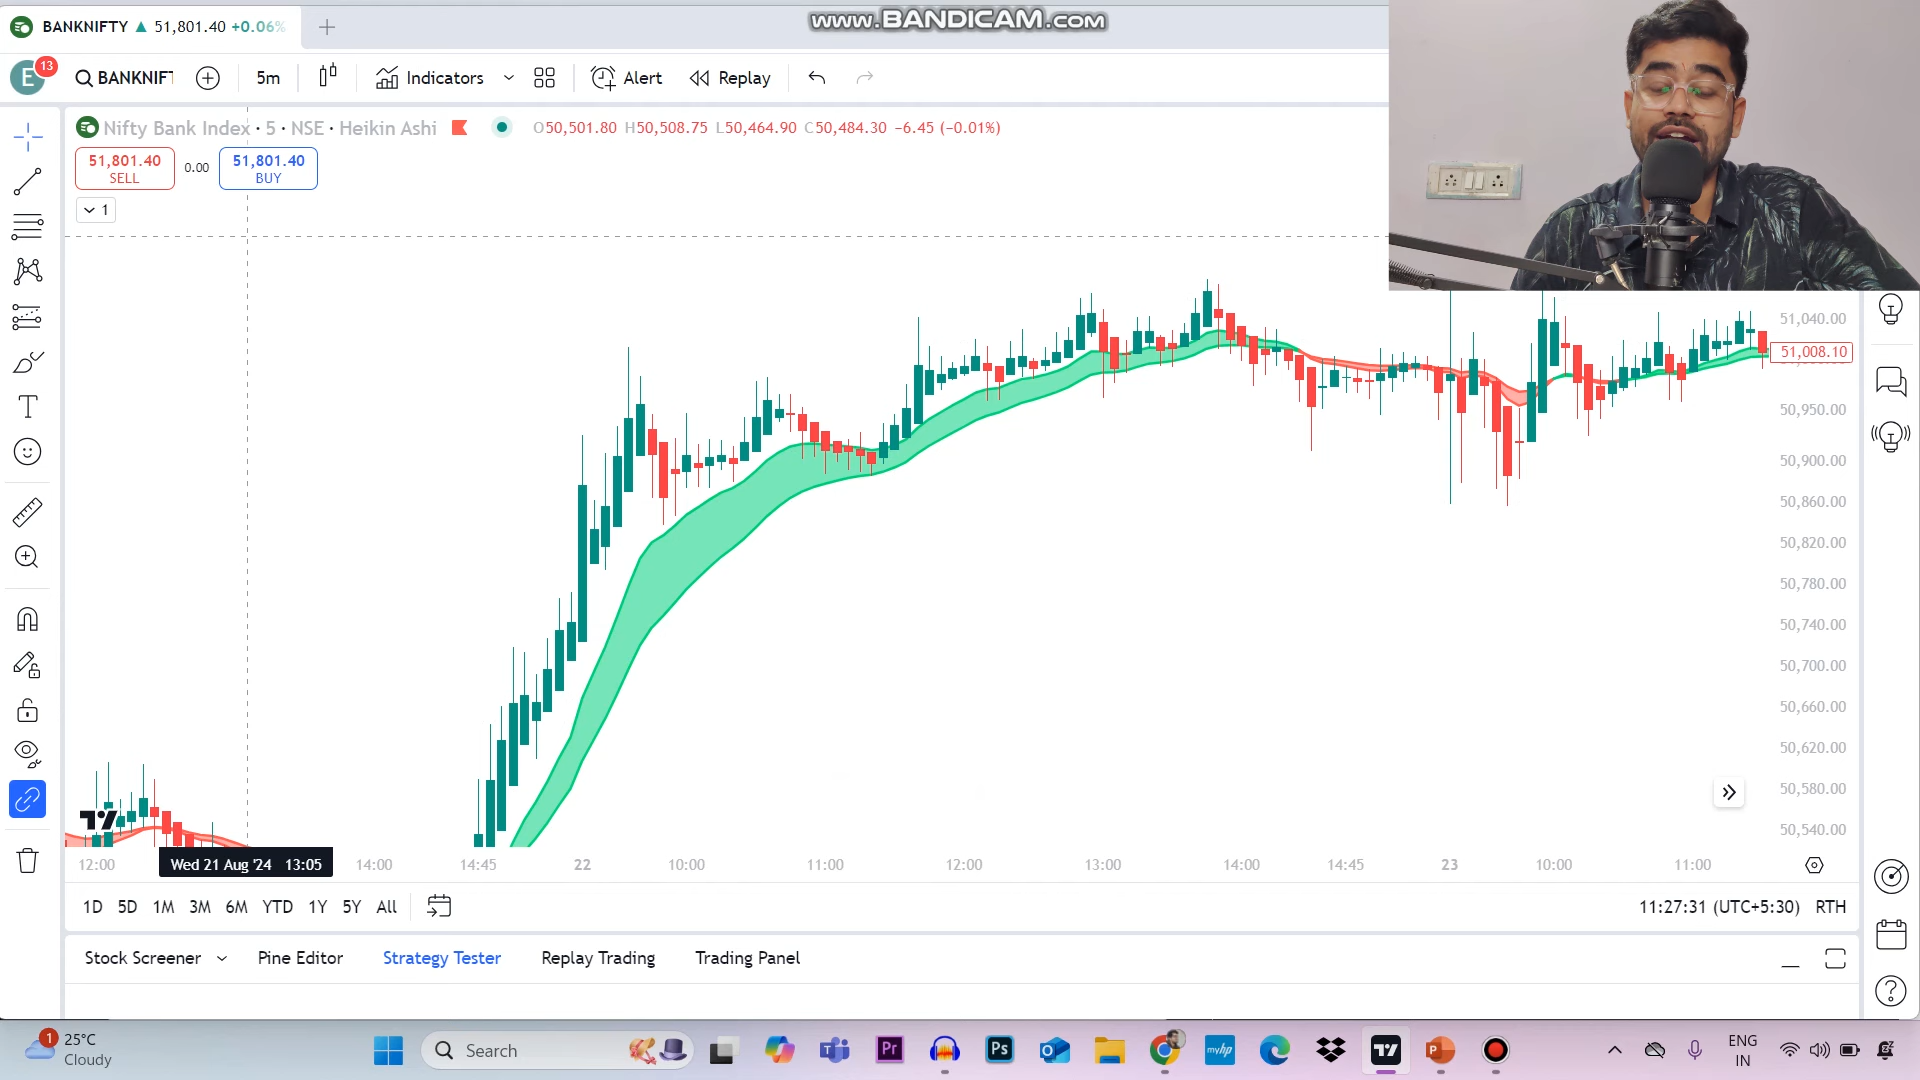 BANKNIFTY ▲ 51,801.40 +0.06%
www.BANDICAM.com
E 13 BANKNIFT 5m Indicators Alert Replay
Nifty Bank Index · 5 · NSE · Heikin Ashi O50,501.80 H50,508.75 L50,464.90 C50,484.30 −6.45 (−0.01%)
51,801.40 0.00 51,801.40
SELL BUY
1
51,040.00
51,008.10
50,950.00
50,900.00
50,860.00
50,820.00
50,780.00
50,740.00
50,700.00
50,660.00
50,620.00
50,580.00
50,540.00
12:00 Wed 21 Aug '24 13:05 14:00 14:45 22 10:00 11:00 12:00 13:00 14:00 14:45 23 10:00 11:00
1D 5D 1M 3M 6M YTD 1Y 5Y All 11:27:31 (UTC+5:30) RTH
Stock Screener Pine Editor Strategy Tester Replay Trading Trading Panel
1 25°C
Cloudy
Search
Pr
Ps
myhp
ENG
IN